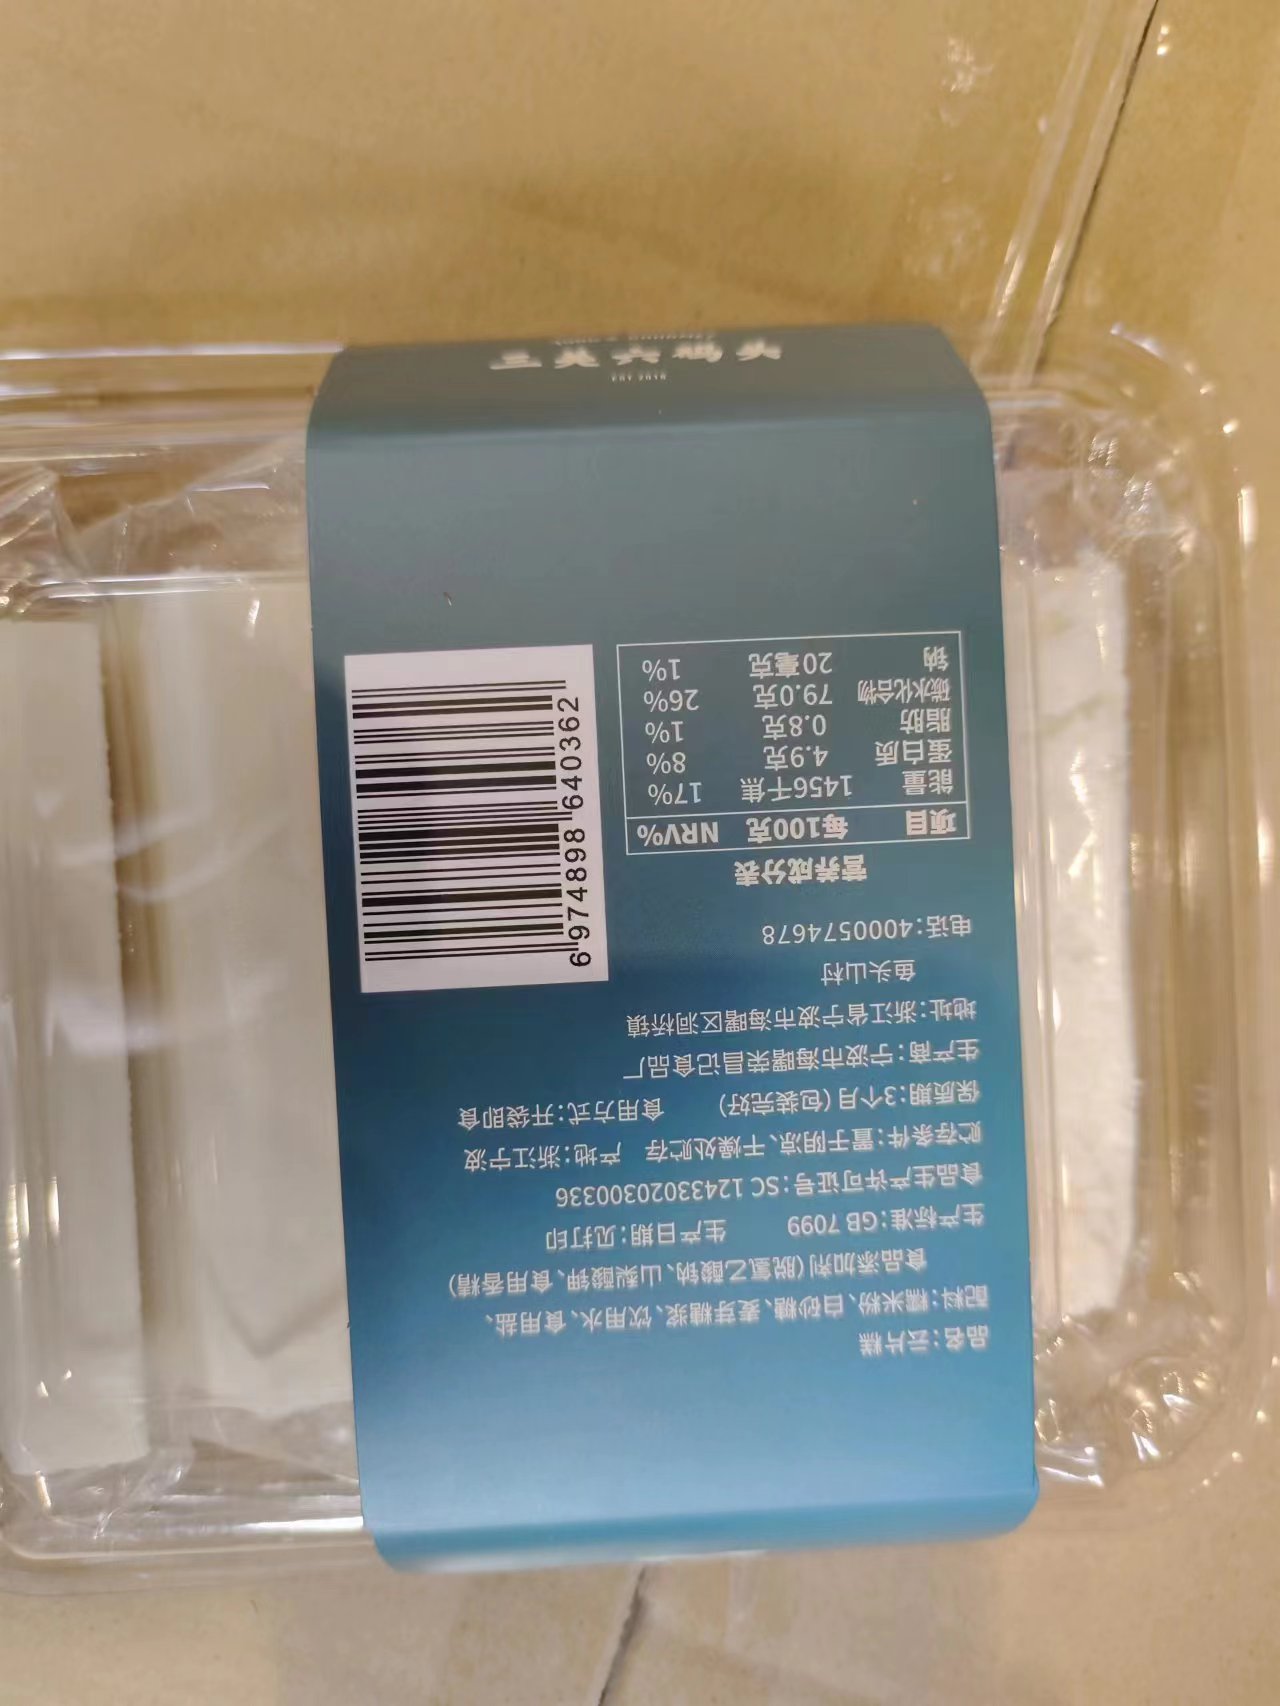 品名：云片糕
配料：糯米粉、白砂糖、麦芽糖浆、饮用水、食用盐、
食品添加剂（脱氢乙酸钠、山梨酸钾、食用香精）
生产标准：GB 7099 生产日期：见打印
食品生产许可证号：SC 12433020300336
贮存条件：置于阴凉、干燥处贮存 产地：浙江宁波
保质期：3个月（包装完好） 食用方式：开袋即食
生产商：宁波市海曙荣昌记食品厂
地址：浙江省宁波市海曙区洞桥镇
鱼头山村
电话：4000574678
营养成分表
项目 每100克 NRV%
能量 1456千焦 17%
蛋白质 4.9克 8%
脂肪 0.8克 1%
碳水化合物 79.0克 26%
钠 20毫克 1%
6 974898 640362
EST 2016